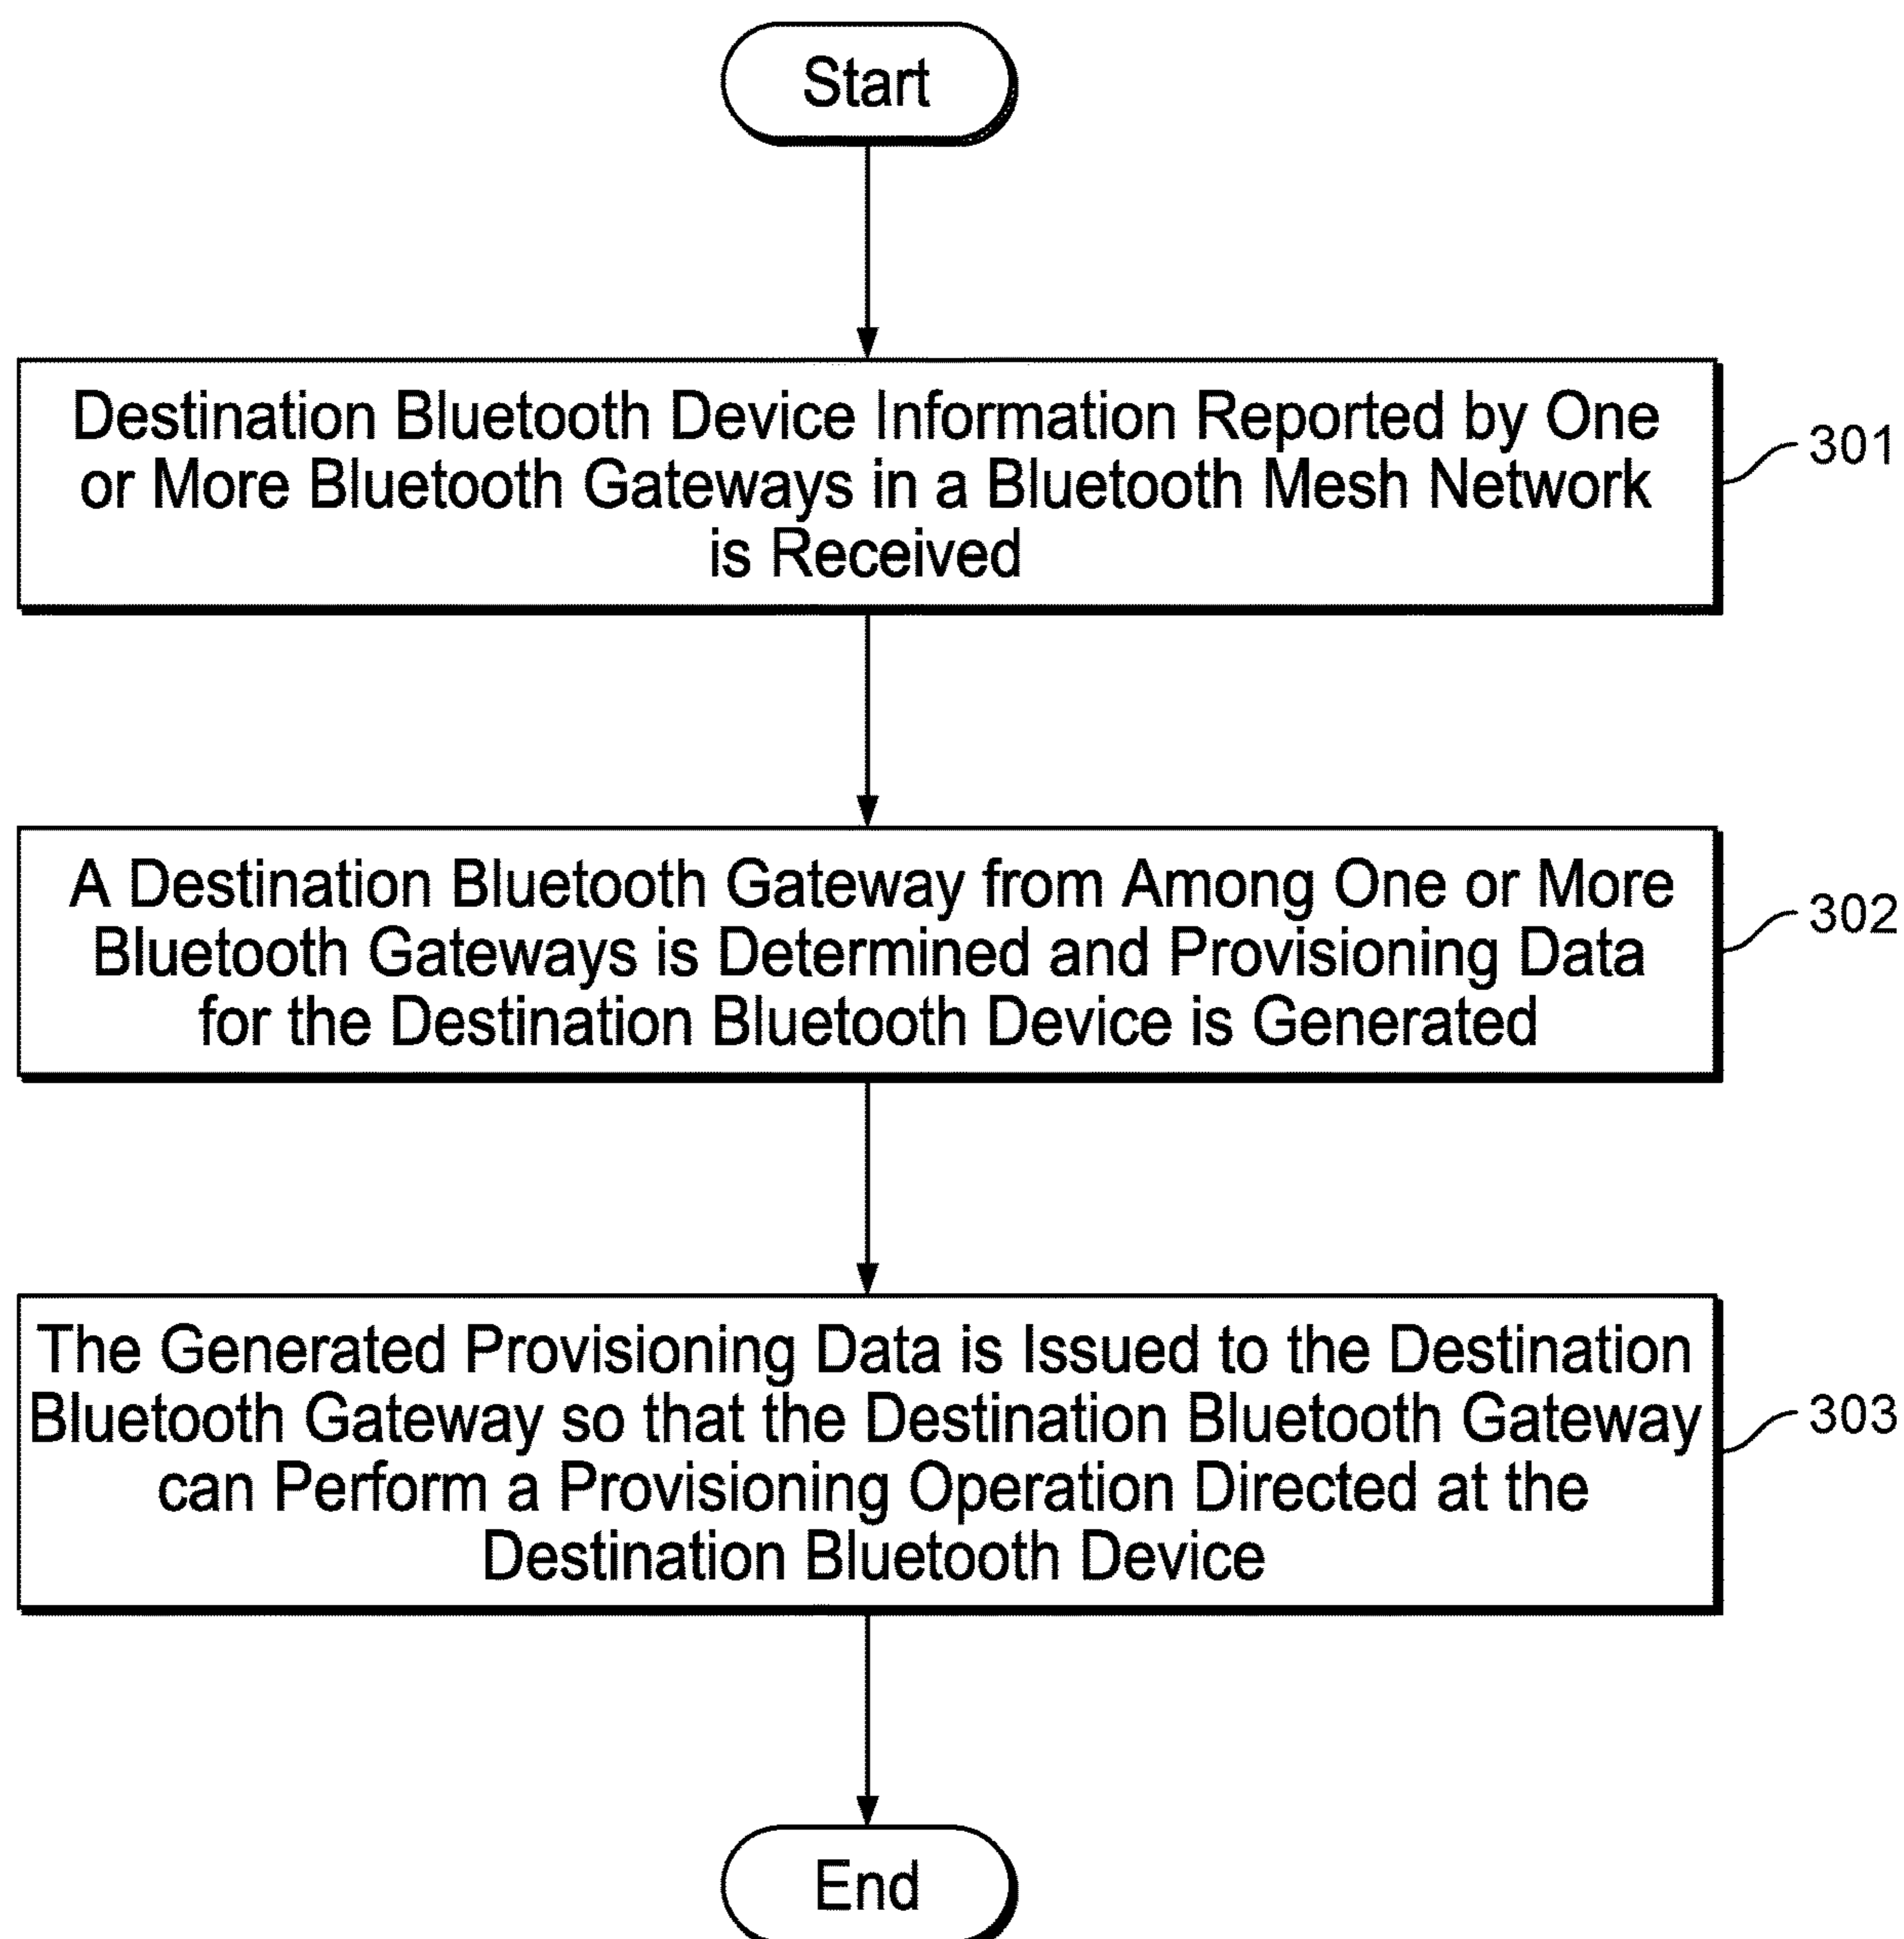 Start
Destination Bluetooth Device Information Reported by One
or More Bluetooth Gateways in a Bluetooth Mesh Network
is Received
301
A Destination Bluetooth Gateway from Among One or More
Bluetooth Gateways is Determined and Provisioning Data
for the Destination Bluetooth Device is Generated
302
The Generated Provisioning Data is Issued to the Destination
Bluetooth Gateway so that the Destination Bluetooth Gateway
can Perform a Provisioning Operation Directed at the
Destination Bluetooth Device
303
End